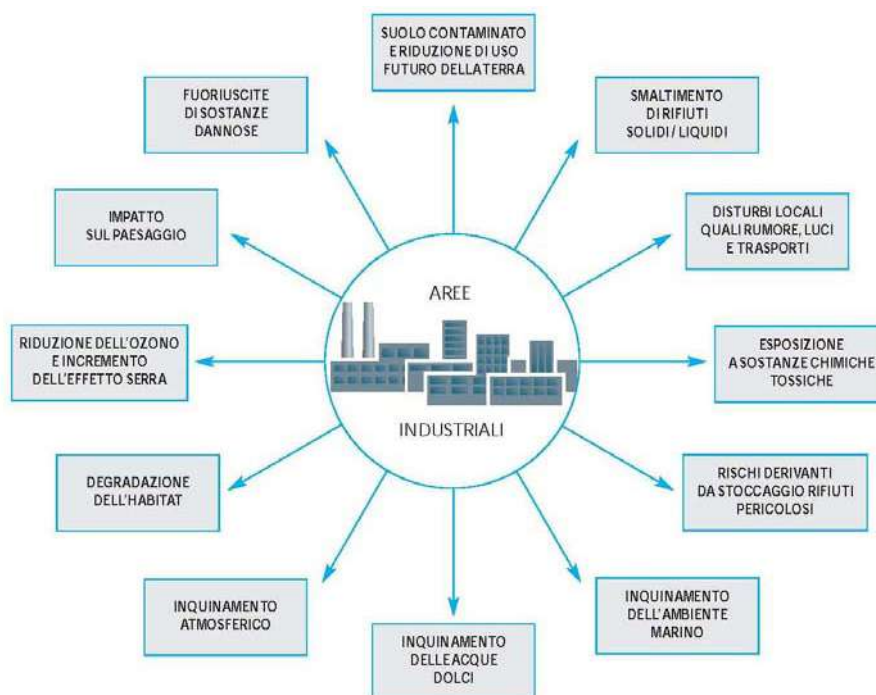 SUOLO CONTAMINATO
E RIDUZIONE DI USO
FUTURO DELLA TERRA
FUORIUSCITE
DI SOSTANZE
DANNOSE
SMALTIMENTO
DI RIFIUTI
SOLIDI / LIQUIDI
IMPATTO
SUL PAESAGGIO
DISTURBI LOCALI
QUALI RUMORE, LUCI
E TRASPORTI
AREE
INDUSTRIALI
RIDUZIONE DELL'OZONO
E INCREMENTO
DELL'EFFETTO SERRA
ESPOSIZIONE
A SOSTANZE CHIMICHE
TOSSICHE
DEGRADAZIONE
DELL'HABITAT
RISCHI DERIVANTI
DA STOCCAGGIO RIFIUTI
PERICOLOSI
INQUINAMENTO
ATMOSFERICO
INQUINAMENTO
DELLE ACQUE
DOLCI
INQUINAMENTO
DELL'AMBIENTE
MARINO